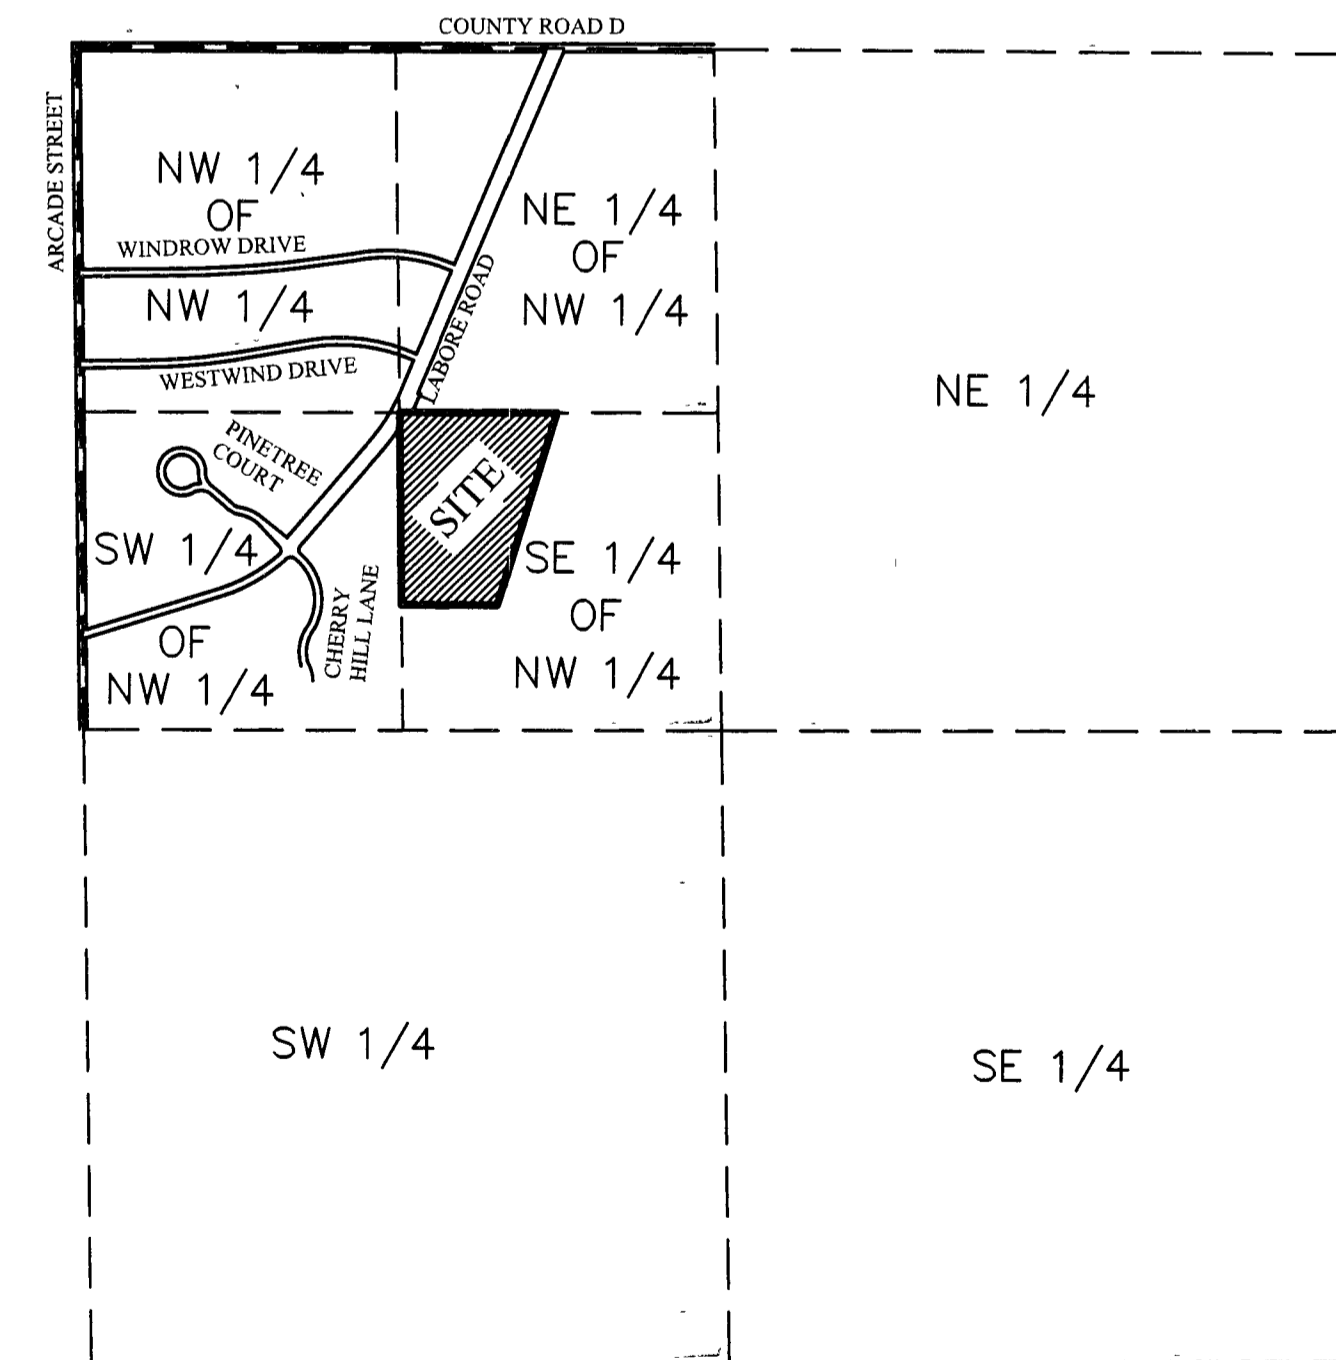 COUNTY ROAD D
ARCADE STREET
NW 1/4
OF
WINDROW DRIVE
NW 1/4
WESTWIND DRIVE
NE 1/4
OF
NW 1/4
LABORE ROAD
NE 1/4
PINETREE
COURT
SITE
SW 1/4
OF
NW 1/4
CHERRY
HILL LANE
SE 1/4
OF
NW 1/4
SW 1/4
SE 1/4